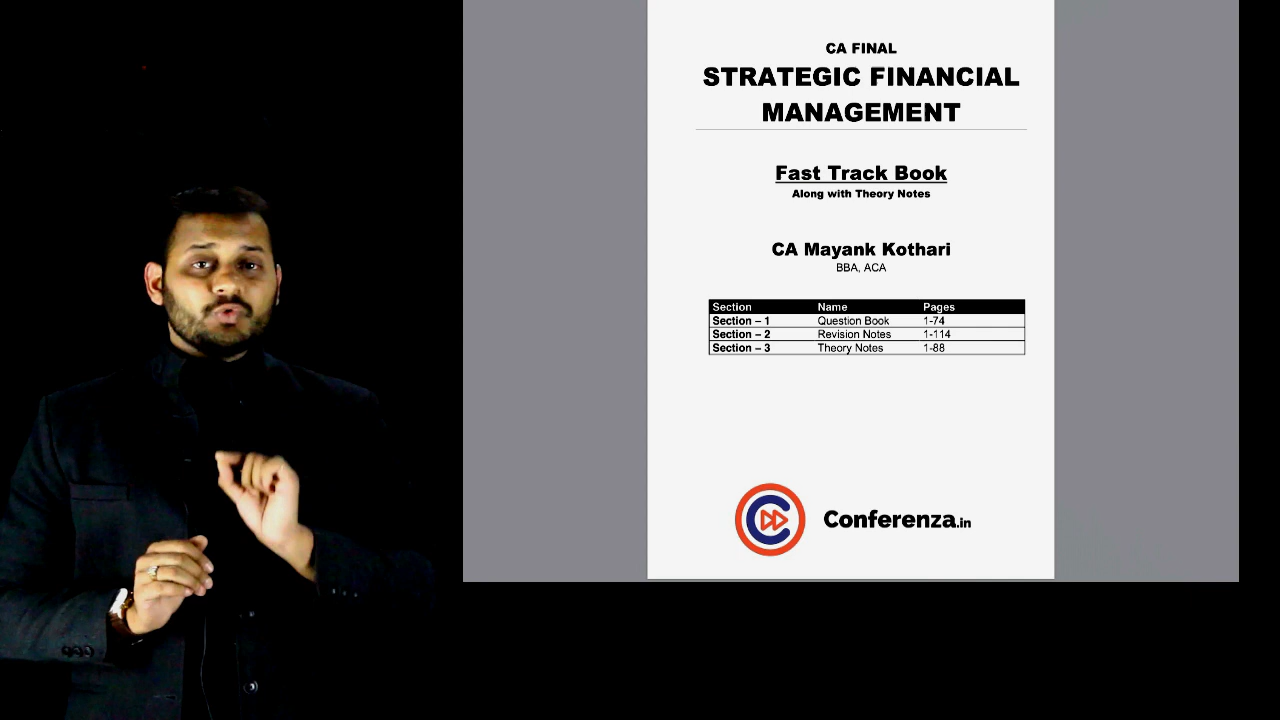 CA FINAL
STRATEGIC FINANCIAL
MANAGEMENT
Fast Track Book
Along with Theory Notes
CA Mayank Kothari
BBA, ACA
Section Name Pages
Section – 1 Question Book 1-74
Section – 2 Revision Notes 1-114
Section – 3 Theory Notes 1-88
Conferenza.in